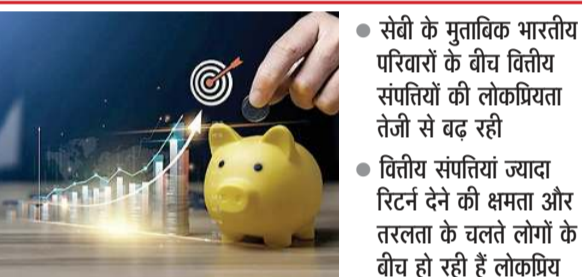 ● सेबी के मुताबिक भारतीय
परिवारों के बीच वित्तीय
संपत्तियों की लोकप्रियता
तेजी से बढ़ रही
● वित्तीय संपत्तियां ज्यादा
रिटर्न देने की क्षमता और
तरलता के चलते लोगों के
बीच हो रही हैं लोकप्रिय